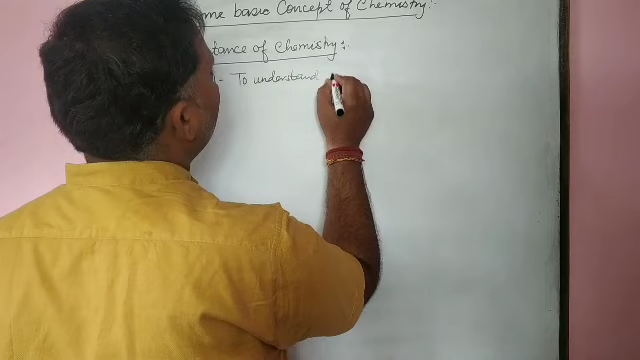 me basic Concept of Chemistry :-
tance of Chemistry :-
- To understand